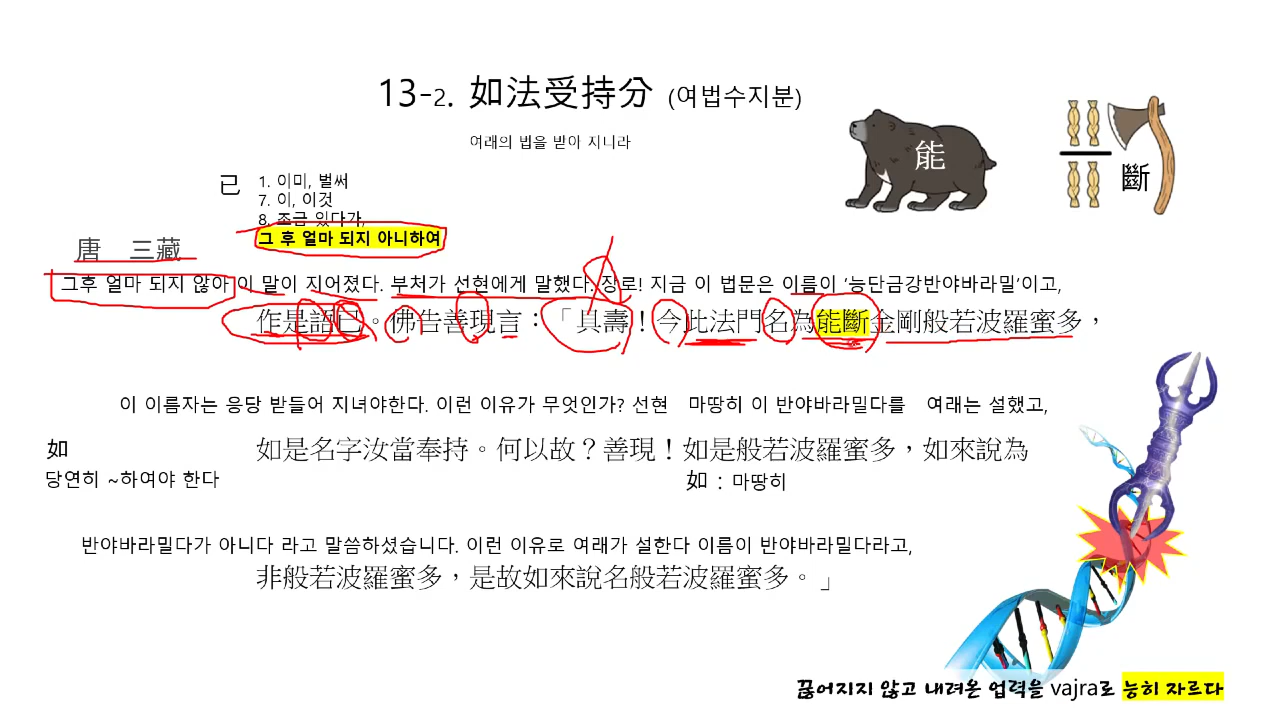 13-2. 如法受持分 (여법수지분)
여래의 법을 받아 지니라
能
斷
已
1. 이미, 벌써
7. 이, 이것
8. 조금 있다가,
그 후 얼마 되지 아니하여
唐 三藏
그후 얼마 되지 않아 이 말이 지어졌다. 부처가 선현에게 말했다. 장로! 지금 이 법문은 이름이 ‘능단금강반야바라밀’이고,
作是語已。佛告善現言：「具壽！今此法門名為能斷金剛般若波羅蜜多，
이 이름자는 응당 받들어 지녀야한다. 이런 이유가 무엇인가? 선현 마땅히 이 반야바라밀다를 여래는 설했고,
如
如是名字汝當奉持。何以故？善現！如是般若波羅蜜多，如來說為
당연히 ~하여야 한다
如 : 마땅히
반야바라밀다가 아니다 라고 말씀하셨습니다. 이런 이유로 여래가 설한다 이름이 반야바라밀다라고,
非般若波羅蜜多，是故如來說名般若波羅蜜多。」
끊어지지 않고 내려온 업력을 vajra로 능히 자르다